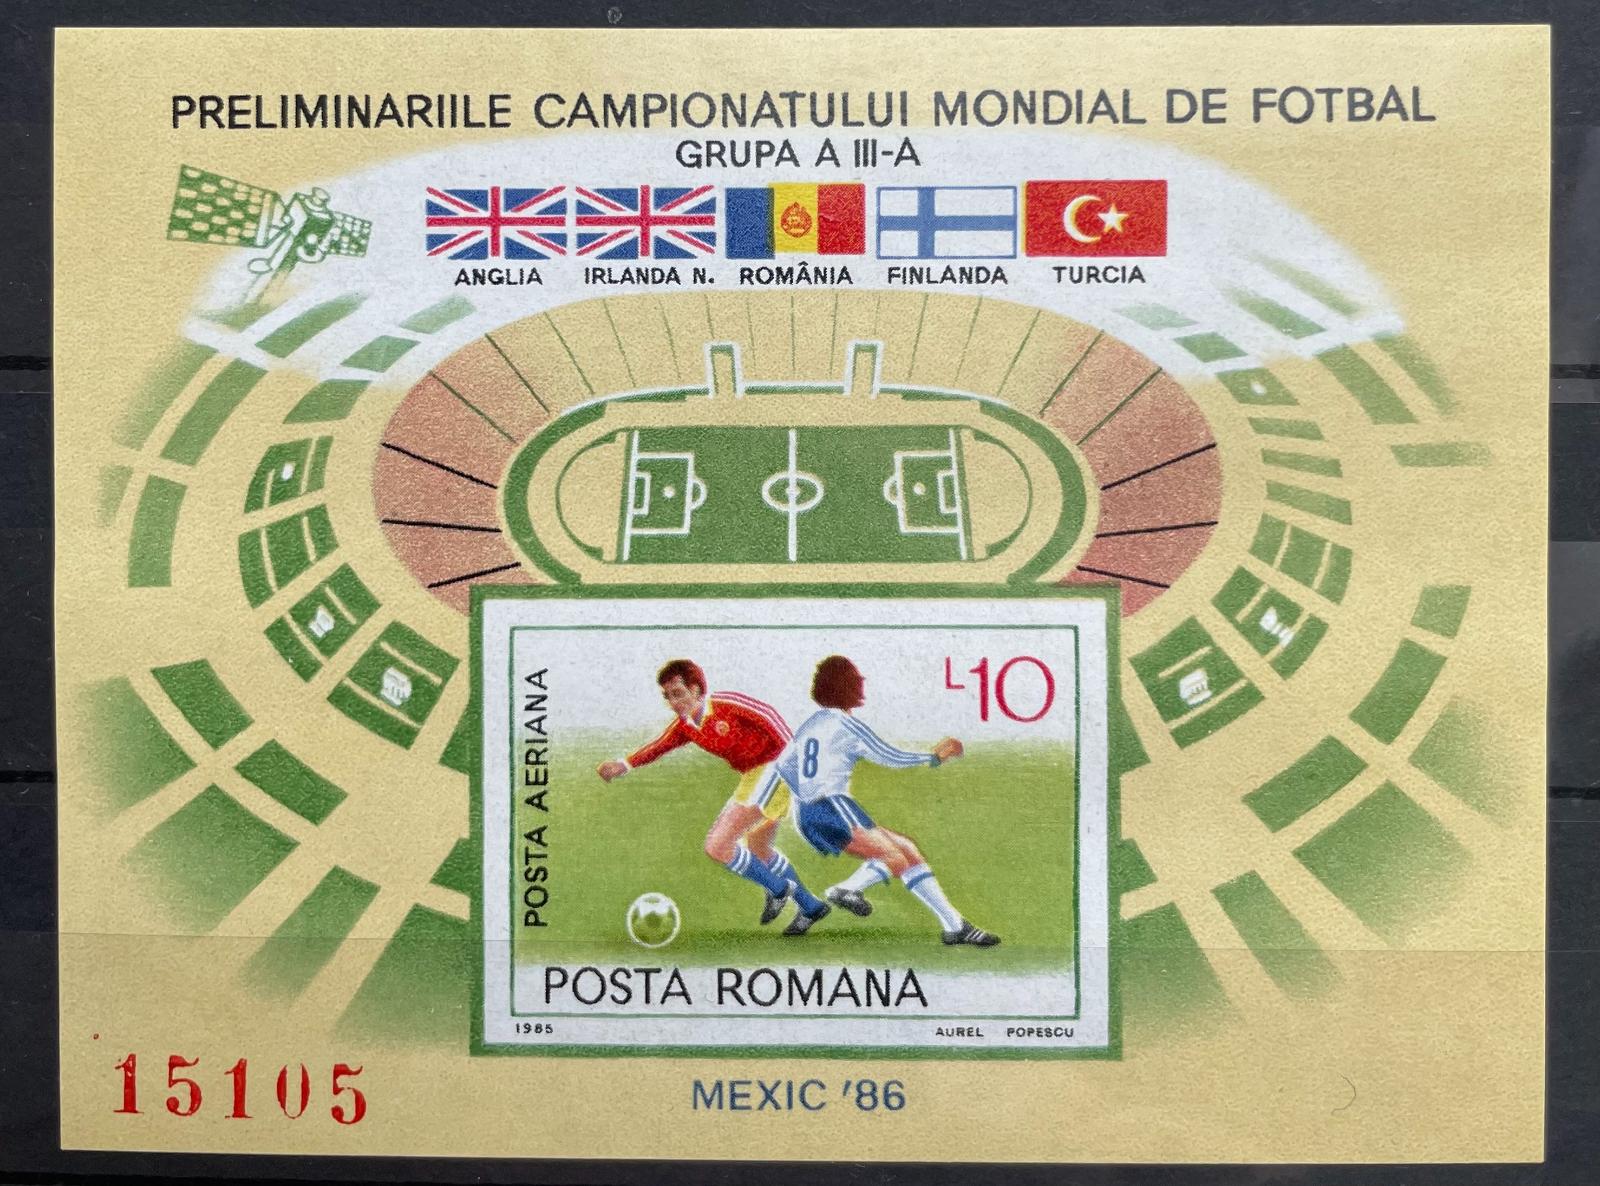 PRELIMINARIILE CAMPIONATULUI MONDIAL DE FOTBAL
GRUPA A III-A
ANGLIA IRLANDA N. ROMÂNIA FINLANDA TURCIA
POSTA AERIANA
L10
8
POSTA ROMANA
1985 AUREL POPESCU
15105
MEXIC '86